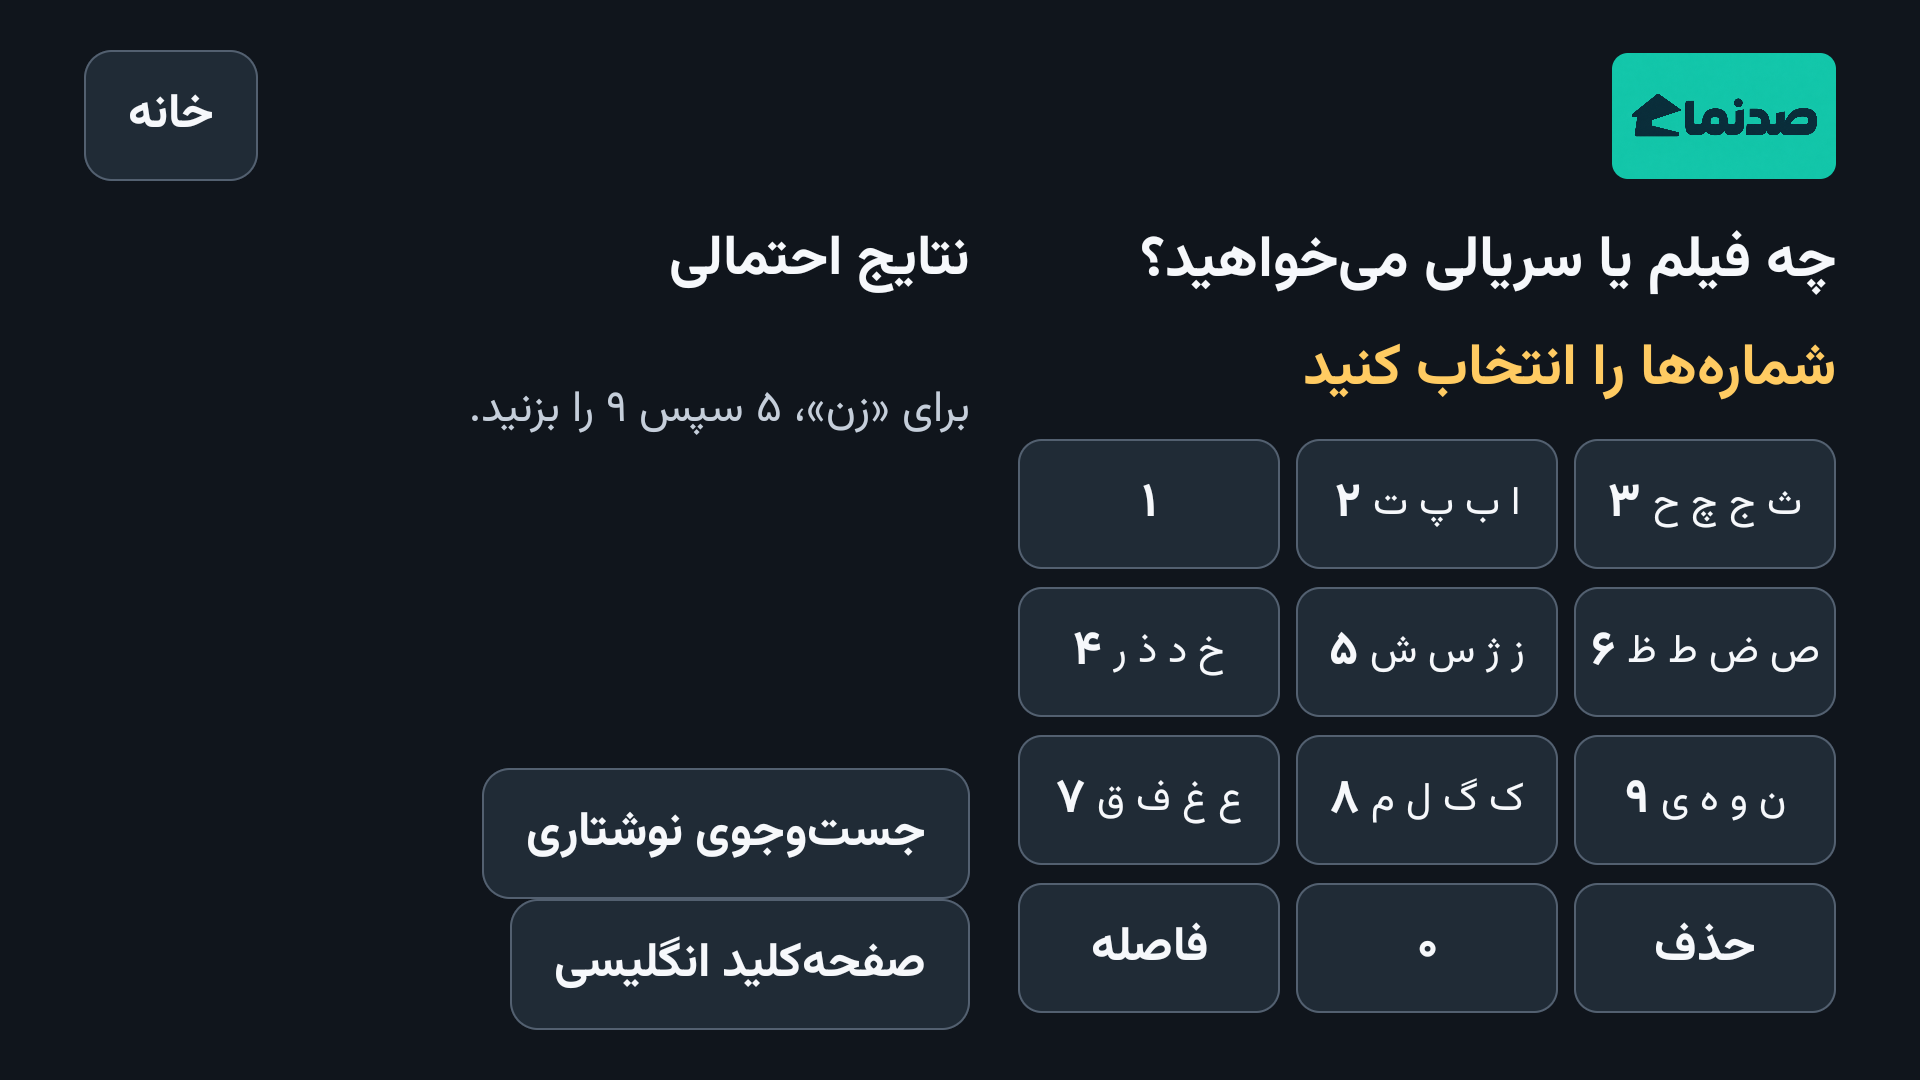 صدنما
خانه
چه فیلم یا سریالی می‌خواهید؟
شماره‌ها را انتخاب کنید
۱
ا ب پ ت ۲
ث ج چ ح ۳
خ د ذ ر ۴
ز ژ س ش ۵
ص ض ط ظ ۶
ع غ ف ق ۷
ک گ ل م ۸
ن و ه ی ۹
فاصله
۰
حذف
نتایج احتمالی
برای «زن»، ۵ سپس ۹ را بزنید.
جست‌وجوی نوشتاری
صفحه‌کلید انگلیسی